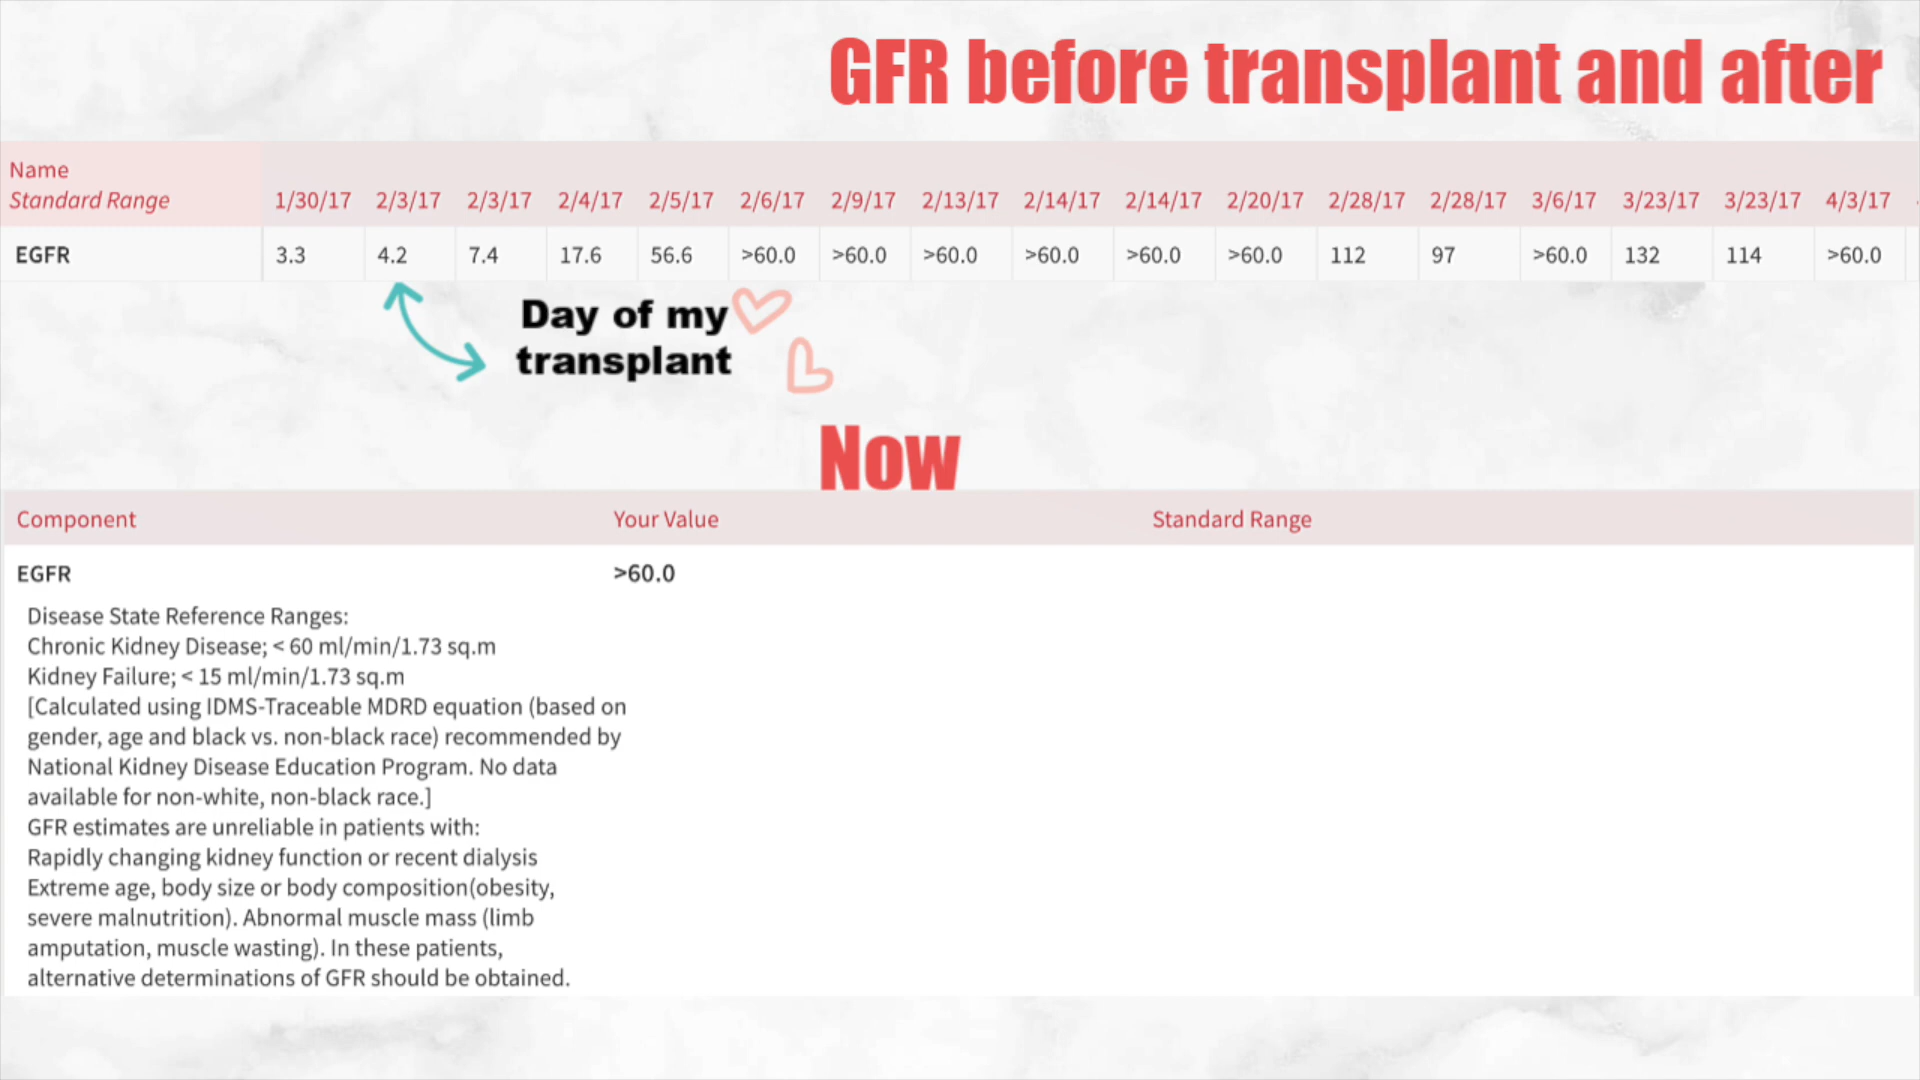 GFR before transplant and after
Name
Standard Range 1/30/17 2/3/17 2/3/17 2/4/17 2/5/17 2/6/17 2/9/17 2/13/17 2/14/17 2/14/17 2/20/17 2/28/17 2/28/17 3/6/17 3/23/17 3/23/17 4/3/17
EGFR 3.3 4.2 7.4 17.6 56.6 >60.0 >60.0 >60.0 >60.0 >60.0 >60.0 112 97 >60.0 132 114 >60.0
Day of my
transplant
Now
Component Your Value Standard Range
EGFR >60.0
Disease State Reference Ranges:
Chronic Kidney Disease; < 60 ml/min/1.73 sq.m
Kidney Failure; < 15 ml/min/1.73 sq.m
[Calculated using IDMS-Traceable MDRD equation (based on
gender, age and black vs. non-black race) recommended by
National Kidney Disease Education Program. No data
available for non-white, non-black race.]
GFR estimates are unreliable in patients with:
Rapidly changing kidney function or recent dialysis
Extreme age, body size or body composition(obesity,
severe malnutrition). Abnormal muscle mass (limb
amputation, muscle wasting). In these patients,
alternative determinations of GFR should be obtained.